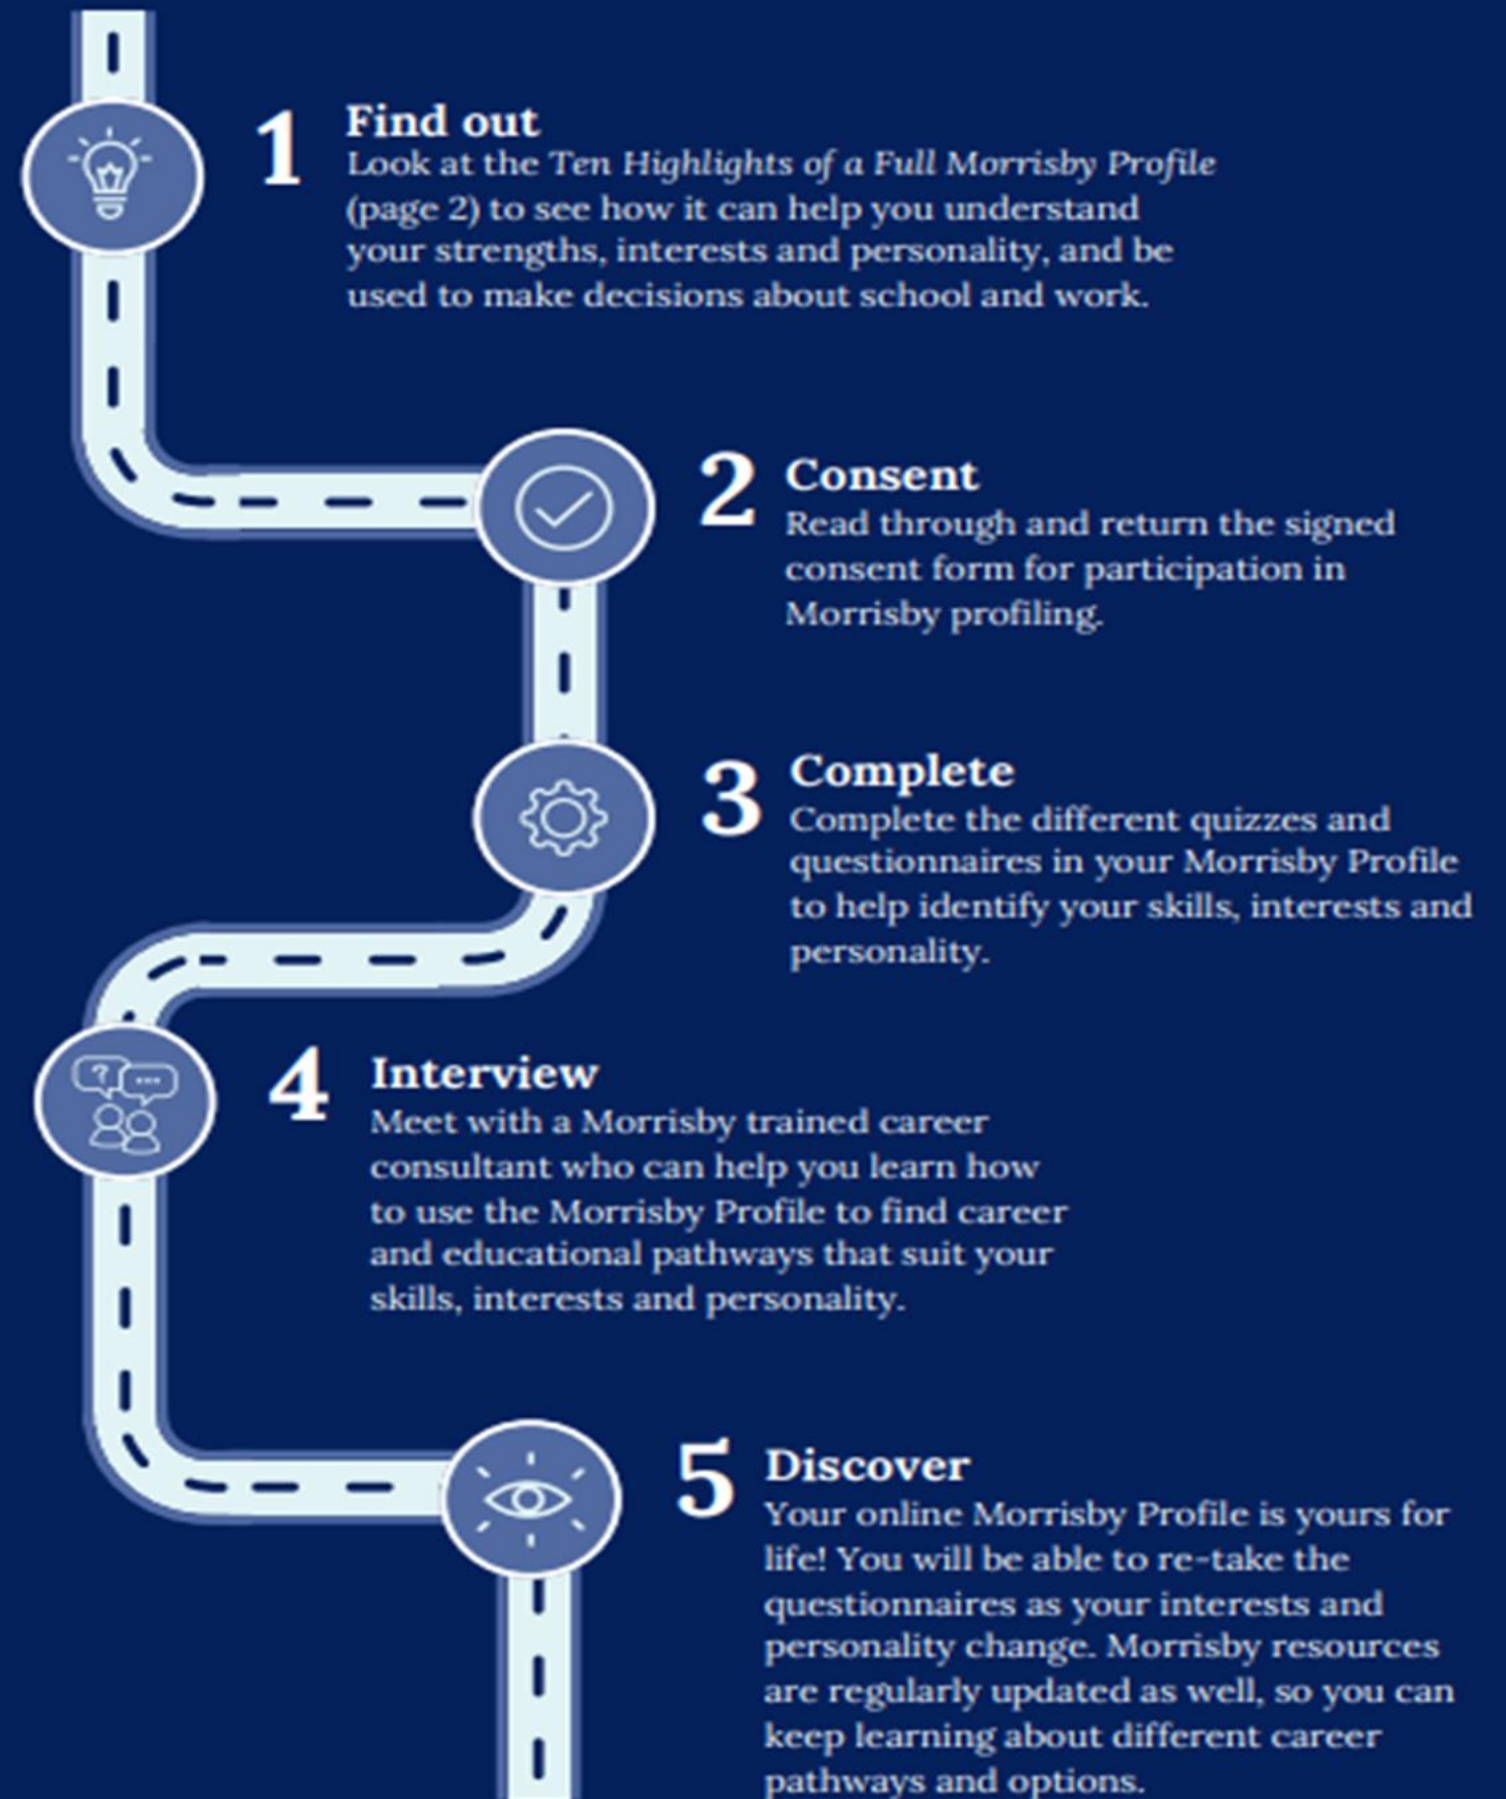 1
Find out
Look at the Ten Highlights of a Full Morrisby Profile
(page 2) to see how it can help you understand
your strengths, interests and personality, and be
used to make decisions about school and work.
2
Consent
Read through and return the signed
consent form for participation in
Morrisby profiling.
3
Complete
Complete the different quizzes and
questionnaires in your Morrisby Profile
to help identify your skills, interests and
personality.
?
...
4
Interview
Meet with a Morrisby trained career
consultant who can help you learn how
to use the Morrisby Profile to find career
and educational pathways that suit your
skills, interests and personality.
5
Discover
Your online Morrisby Profile is yours for
life! You will be able to re-take the
questionnaires as your interests and
personality change. Morrisby resources
are regularly updated as well, so you can
keep learning about different career
pathways and options.